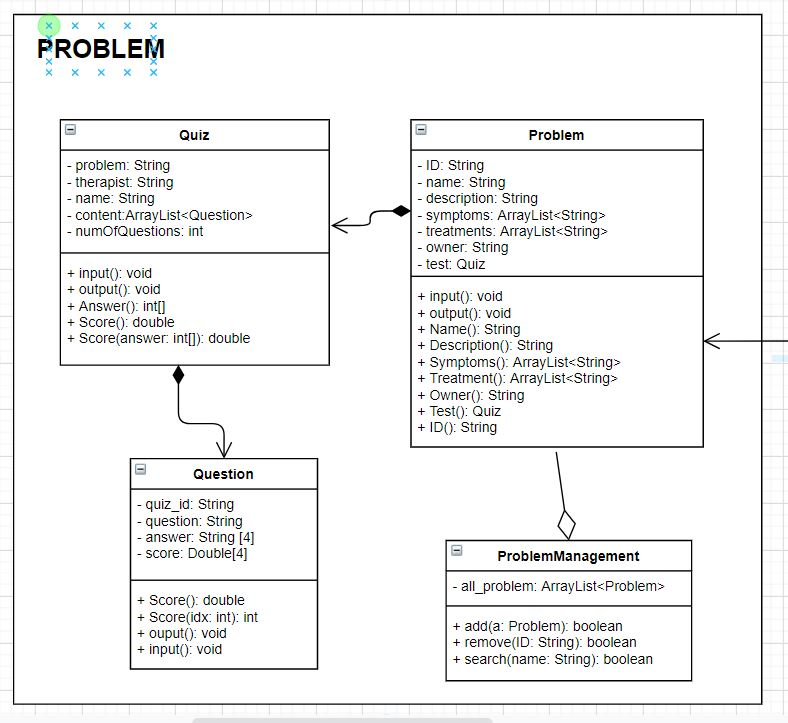 PROBLEM
Quiz
- problem: String
- therapist: String
- name: String
- content:ArrayList<Question>
- numOfQuestions: int
+ input(): void
+ output(): void
+ Answer(): int[]
+ Score(): double
+ Score(answer: int[]): double
Problem
- ID: String
- name: String
- description: String
- symptoms: ArrayList<String>
- treatments: ArrayList<String>
- owner: String
- test: Quiz
+ input(): void
+ output(): void
+ Name(): String
+ Description(): String
+ Symptoms(): ArrayList<String>
+ Treatment(): ArrayList<String>
+ Owner(): String
+ Test(): Quiz
+ ID(): String
Question
- quiz_id: String
- question: String
- answer: String [4]
- score: Double[4]
+ Score(): double
+ Score(idx: int): int
+ ouput(): void
+ input(): void
ProblemManagement
- all_problem: ArrayList<Problem>
+ add(a: Problem): boolean
+ remove(ID: String): boolean
+ search(name: String): boolean